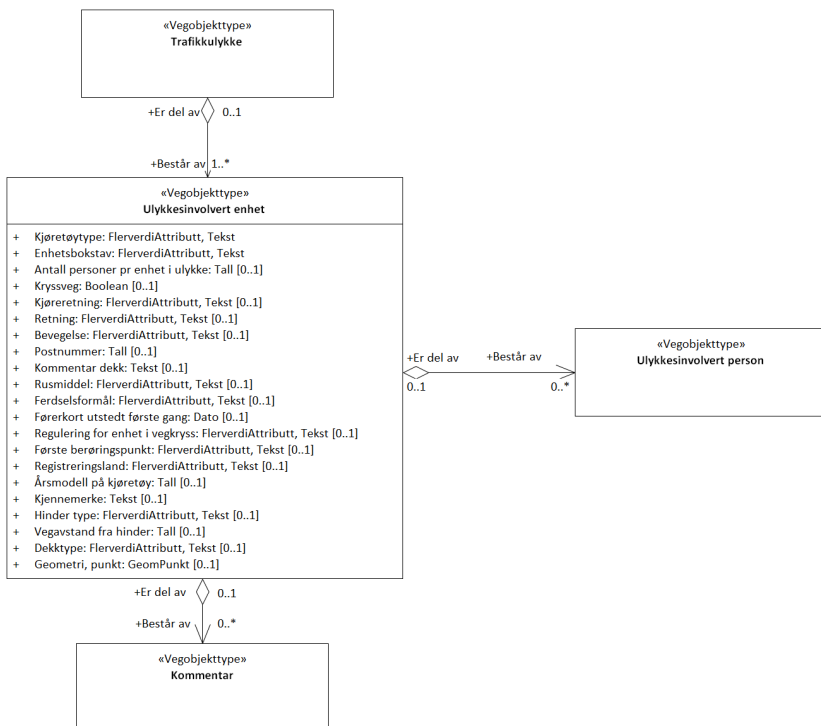 «Vegobjekttype»
Trafikkulykke
+Er del av 0..1
+Består av 1..*
«Vegobjekttype»
Ulykkesinvolvert enhet
+ Kjøretøytype: FlerverdiAttributt, Tekst
+ Enhetsbokstav: FlerverdiAttributt, Tekst
+ Antall personer pr enhet i ulykke: Tall [0..1]
+ Kryssveg: Boolean [0..1]
+ Kjøreretning: FlerverdiAttributt, Tekst [0..1]
+ Retning: FlerverdiAttributt, Tekst [0..1]
+ Bevegelse: FlerverdiAttributt, Tekst [0..1]
+ Postnummer: Tall [0..1]
+ Kommentar dekk: Tekst [0..1]
+ Rusmiddel: FlerverdiAttributt, Tekst [0..1]
+ Ferdselsformål: FlerverdiAttributt, Tekst [0..1]
+ Førerkort utstedt første gang: Dato [0..1]
+ Regulering for enhet i vegkryss: FlerverdiAttributt, Tekst [0..1]
+ Første berøringspunkt: FlerverdiAttributt, Tekst [0..1]
+ Registreringsland: FlerverdiAttributt, Tekst [0..1]
+ Årsmodell på kjøretøy: Tall [0..1]
+ Kjennemerke: Tekst [0..1]
+ Hinder type: FlerverdiAttributt, Tekst [0..1]
+ Vegavstand fra hinder: Tall [0..1]
+ Dekktype: FlerverdiAttributt, Tekst [0..1]
+ Geometri, punkt: GeomPunkt [0..1]
+Er del av +Består av
0..1 0..*
«Vegobjekttype»
Ulykkesinvolvert person
+Er del av 0..1
+Består av 0..*
«Vegobjekttype»
Kommentar